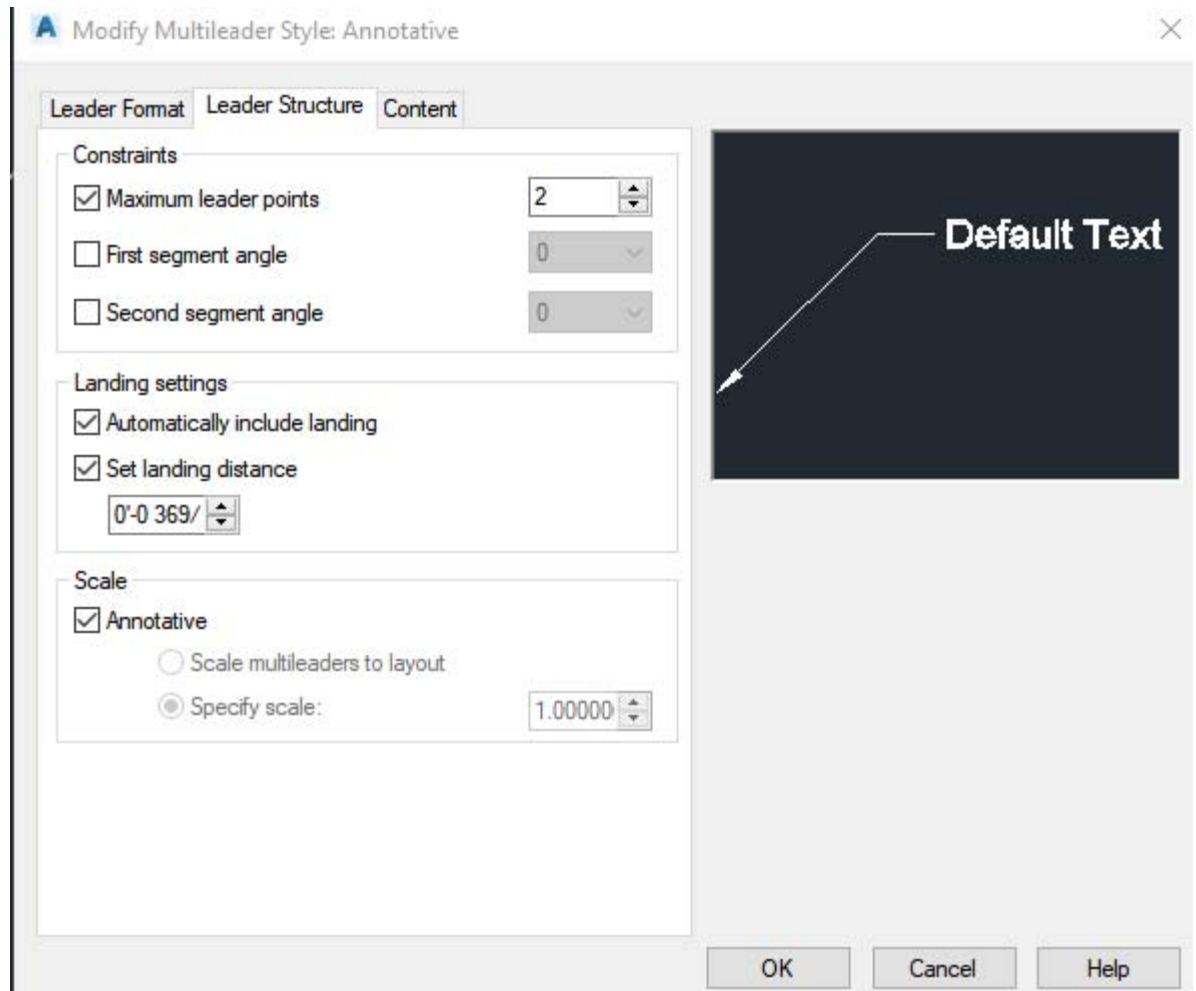 Modify Multileader Style: Annotative
Leader Format Leader Structure Content
Constraints
Maximum leader points 2
First segment angle 0
Second segment angle 0
Landing settings
Automatically include landing
Set landing distance
0'-0 369/
Scale
Annotative
Scale multileaders to layout
Specify scale: 1.00000
Default Text
OK Cancel Help